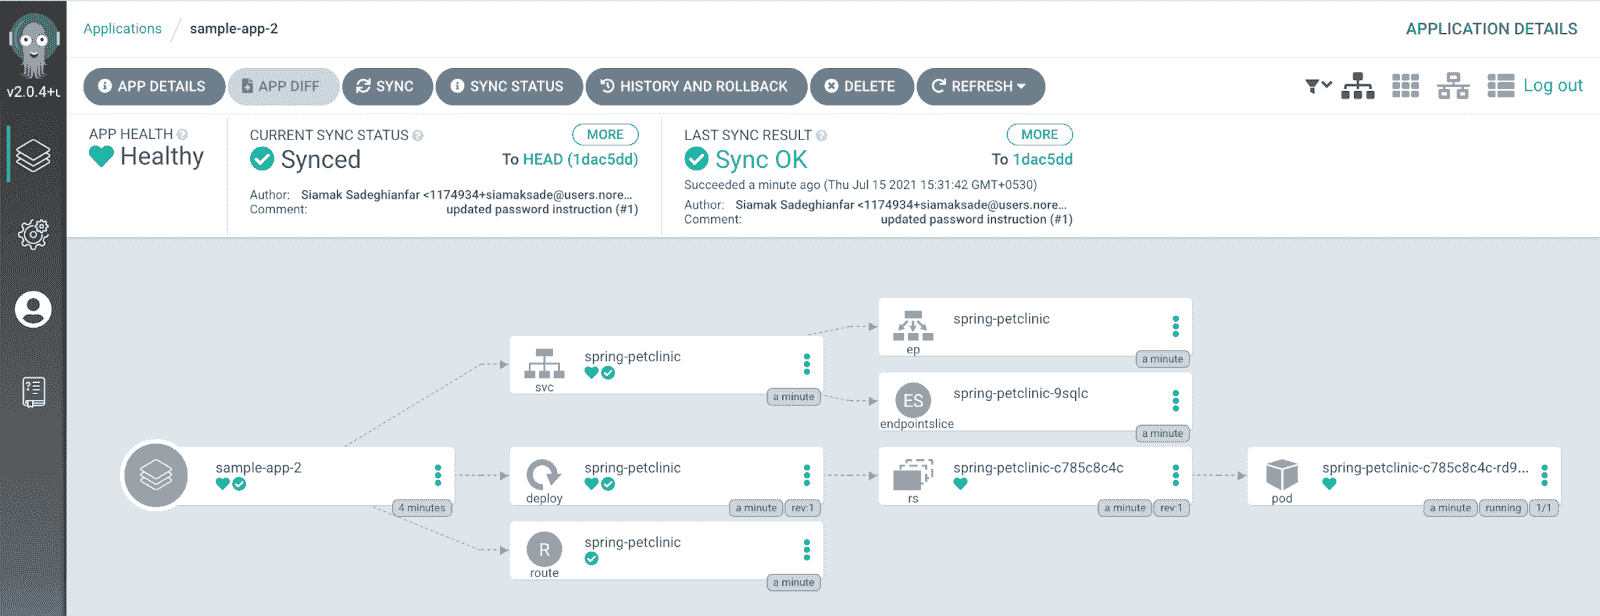 Applications / sample-app-2
APPLICATION DETAILS
v2.0.4+u
APP DETAILS
APP DIFF
SYNC
SYNC STATUS
HISTORY AND ROLLBACK
DELETE
REFRESH
Log out
APP HEALTH
Healthy
CURRENT SYNC STATUS
MORE
Synced
To HEAD (1dac5dd)
Author: Siamak Sadeghianfar <1174934+siamaksade@users.nore...
Comment: updated password instruction (#1)
LAST SYNC RESULT
MORE
Sync OK
To 1dac5dd
Succeeded a minute ago (Thu Jul 15 2021 15:31:42 GMT+0530)
Author: Siamak Sadeghianfar <1174934+siamaksade@users.nore...
Comment: updated password instruction (#1)
spring-petclinic
ep
a minute
spring-petclinic
svc
a minute
ES
spring-petclinic-9sqlc
endpointslice
a minute
sample-app-2
4 minutes
spring-petclinic
deploy
a minute
rev:1
spring-petclinic-c785c8c4c
rs
a minute
rev:1
spring-petclinic-c785c8c4c-rd9...
pod
a minute
running
1/1
R
spring-petclinic
route
a minute